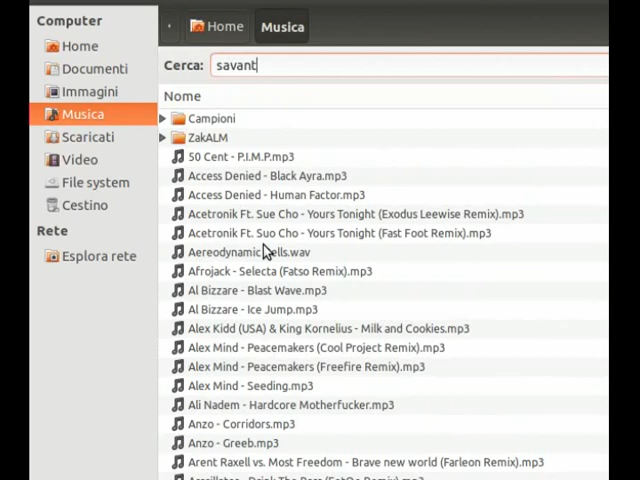 Computer
Home
Documenti
Immagini
Musica
Scaricati
Video
File system
Cestino
Rete
Esplora rete
Home Musica
Cerca: savant
Nome
Campioni
ZakALM
50 Cent - P.I.M.P.mp3
Access Denied - Black Ayra.mp3
Access Denied - Human Factor.mp3
Acetronik Ft. Sue Cho - Yours Tonight (Exodus Leewise Remix).mp3
Acetronik Ft. Suo Cho - Yours Tonight (Fast Foot Remix).mp3
Afrojack - Selecta (Fatso Remix).mp3
Al Bizzare - Blast Wave.mp3
Al Bizzare - Ice Jump.mp3
Alex Kidd (USA) & King Kornelius - Milk and Cookies.mp3
Alex Mind - Peacemakers (Cool Project Remix).mp3
Alex Mind - Peacemakers (Freefire Remix).mp3
Alex Mind - Seeding.mp3
Ali Nadem - Hardcore Motherfucker.mp3
Anzo - Corridors.mp3
Anzo - Greeb.mp3
Arent Raxell vs. Most Freedom - Brave new world (Farleon Remix).mp3